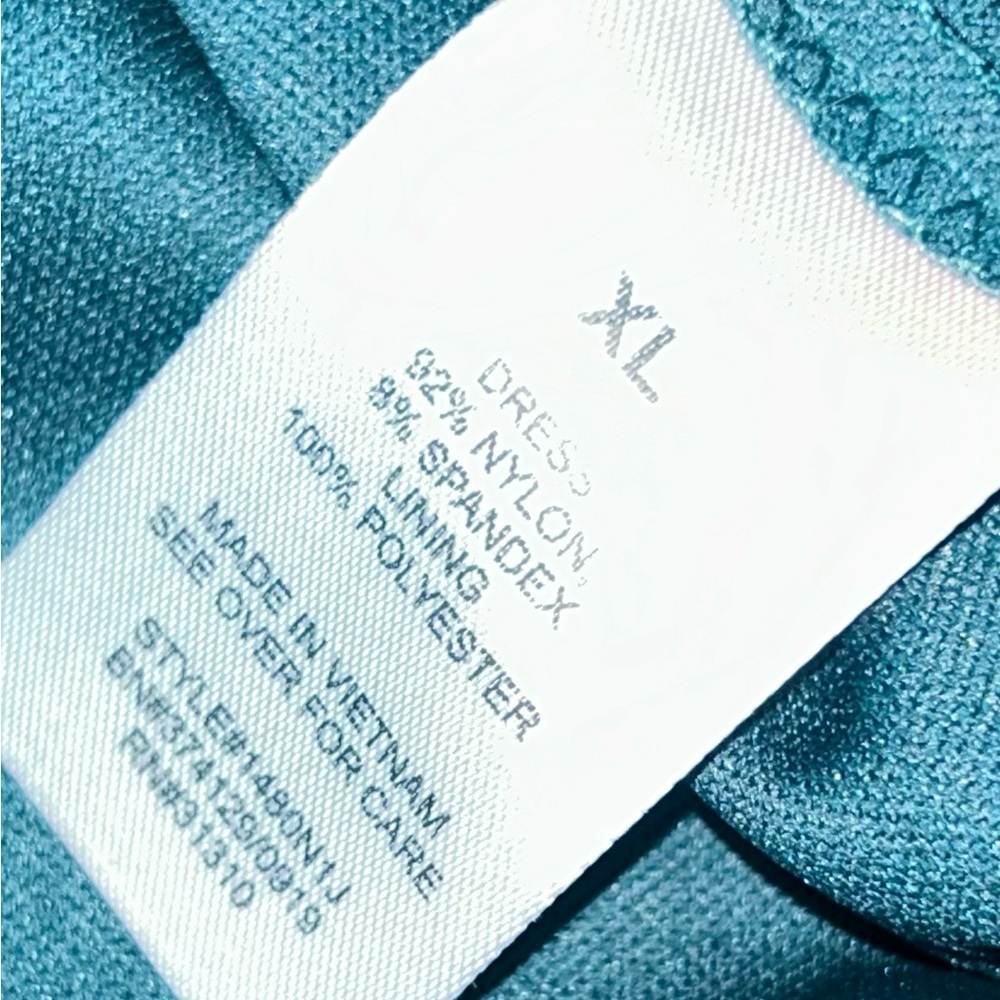 XL
DRESS
92% NYLON,
8% SPANDEX
LINING
100% POLYESTER
MADE IN VIETNAM
SEE OVER FOR CARE
STYLE#1480N1J
BN#3741129/0919
RN#31310